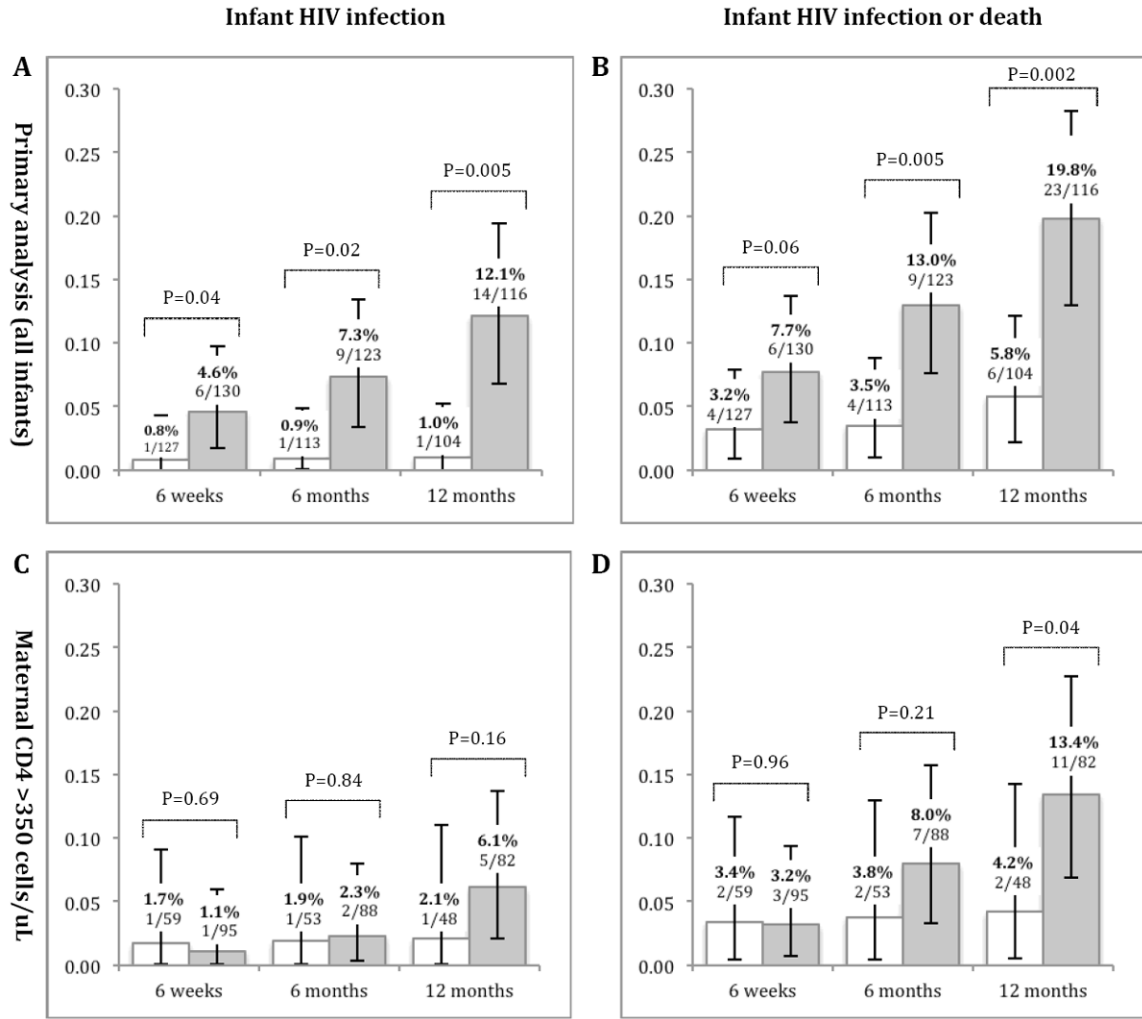 Infant HIV infection
Infant HIV infection or death
Primary analysis (all infants)
A
0.30
0.25
0.20
0.15
0.10
0.05
0.00
P=0.04
P=0.02
P=0.005
0.8%
1/127
4.6%
6/130
0.9%
1/113
7.3%
9/123
1.0%
1/104
12.1%
14/116
6 weeks
6 months
12 months
B
0.30
0.25
0.20
0.15
0.10
0.05
0.00
P=0.06
P=0.005
P=0.002
3.2%
4/127
7.7%
6/130
3.5%
4/113
13.0%
9/123
5.8%
6/104
19.8%
23/116
6 weeks
6 months
12 months
Maternal CD4 >350 cells/uL
C
0.30
0.25
0.20
0.15
0.10
0.05
0.00
P=0.69
P=0.84
P=0.16
1.7%
1/59
1.1%
1/95
1.9%
1/53
2.3%
2/88
2.1%
1/48
6.1%
5/82
6 weeks
6 months
12 months
D
0.30
0.25
0.20
0.15
0.10
0.05
0.00
P=0.96
P=0.21
P=0.04
3.4%
2/59
3.2%
3/95
3.8%
2/53
8.0%
7/88
4.2%
2/48
13.4%
11/82
6 weeks
6 months
12 months